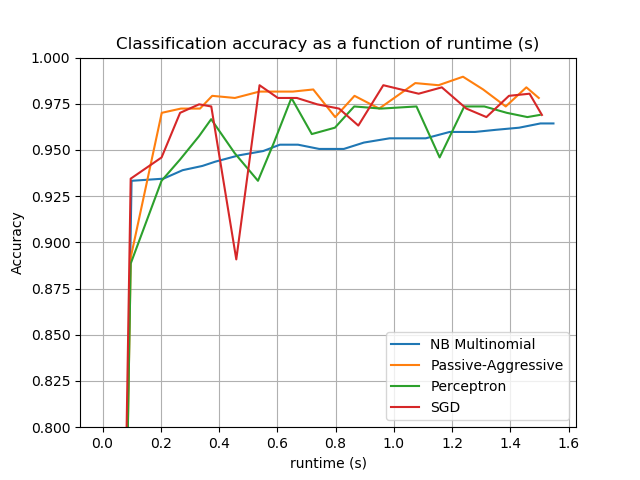 Classification accuracy as a function of runtime (s)
1.000
0.975
0.950
0.925
0.900
0.875
0.850
0.825
0.800
Accuracy
NB Multinomial
Passive-Aggressive
Perceptron
SGD
0.0 0.2 0.4 0.6 0.8 1.0 1.2 1.4 1.6
runtime (s)